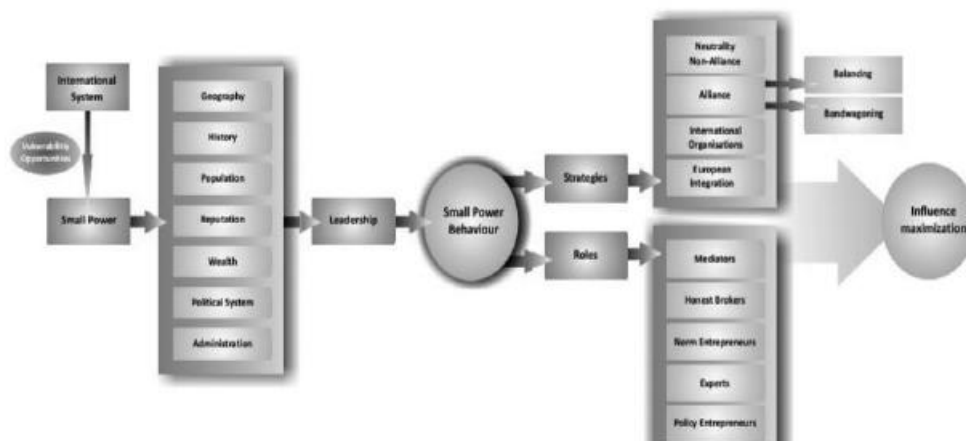 International
System
Vulnerability
Opportunities
Small Power
Geography
History
Population
Reputation
Wealth
Political System
Administration
Leadership
Small Power
Behaviour
Strategies
Roles
Neutrality
Non-Alliance
Alliance
International
Organisations
European
Integration
Balancing
Bandwagoning
Mediators
Honest Brokers
Norm Entrepreneurs
Experts
Policy Entrepreneurs
Influence
maximization